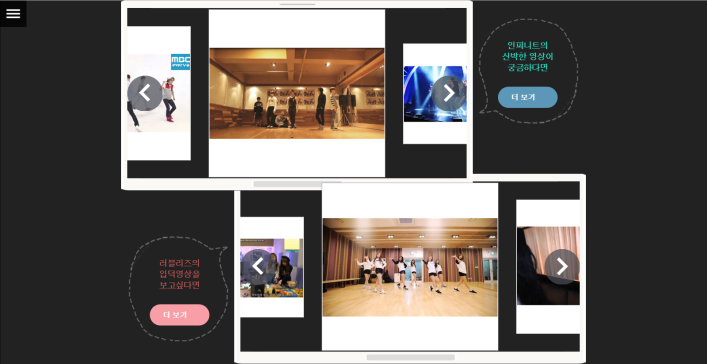 인피니트의
신박한 영상이
궁금하다면
더 보기
러블리즈의
입덕영상을
보고싶다면
더 보기